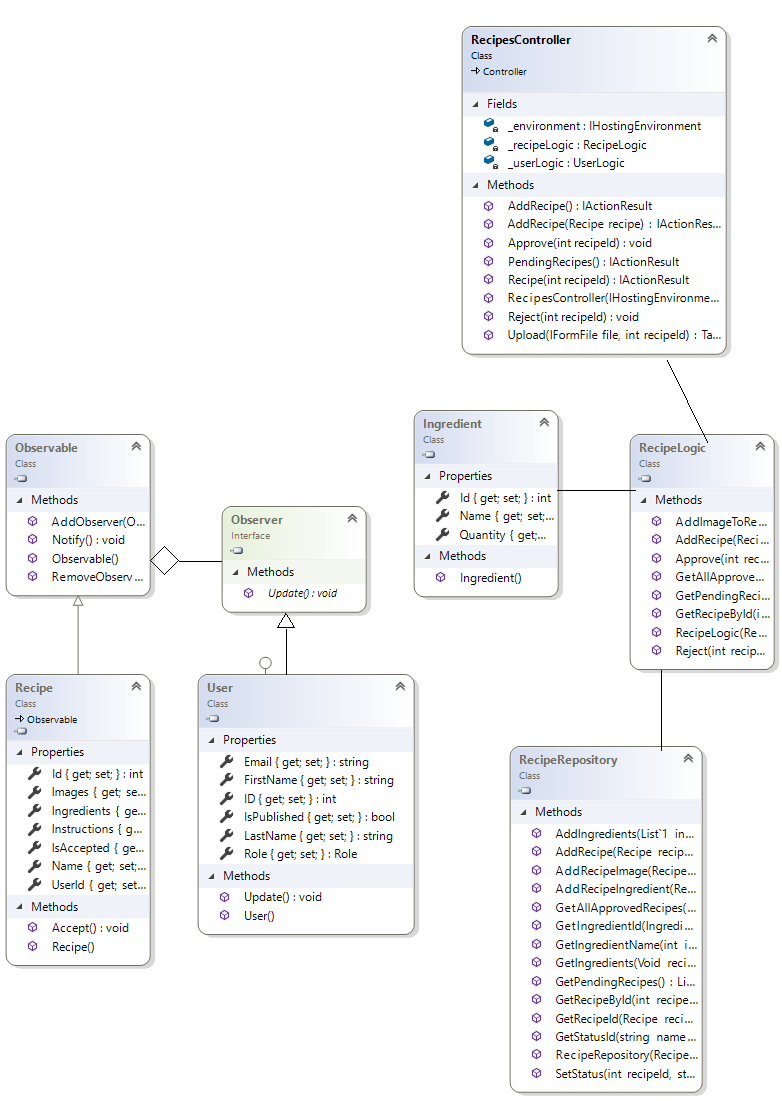 RecipesController
Class
Controller
Fields
_environment : IHostingEnvironment
_recipeLogic : RecipeLogic
_userLogic : UserLogic
Methods
AddRecipe() : IActionResult
AddRecipe(Recipe recipe) : IActionRes...
Approve(int recipeId) : void
PendingRecipes() : IActionResult
Recipe(int recipeId) : IActionResult
RecipesController(IHostingEnvironme...
Reject(int recipeId) : void
Upload(IFormFile file, int recipeId) : Ta...
Ingredient
Class
Properties
Id { get; set; } : int
Name { get; set;...
Quantity { get;...
Methods
Ingredient()
RecipeLogic
Class
Methods
AddImageToRe...
AddRecipe(Reci...
Approve(int rec...
GetAllApprove...
GetPendingReci...
GetRecipeById(i...
RecipeLogic(Re...
Reject(int recip...
Observable
Class
Methods
AddObserver(O...
Notify() : void
Observable()
RemoveObserv...
Observer
Interface
Methods
Update() : void
Recipe
Class
Observable
Properties
Id { get; set; } : int
Images { get; se...
Ingredients { ge...
Instructions { g...
IsAccepted { ge...
Name { get; set;...
UserId { get; set...
Methods
Accept() : void
Recipe()
User
Class
Properties
Email { get; set; } : string
FirstName { get; set; } : string
ID { get; set; } : int
IsPublished { get; set; } : bool
LastName { get; set; } : string
Role { get; set; } : Role
Methods
Update() : void
User()
RecipeRepository
Class
Methods
AddIngredients(List`1 in...
AddRecipe(Recipe recip...
AddRecipeImage(Recipe...
AddRecipeIngredient(Re...
GetAllApprovedRecipes(...
GetIngredientId(Ingredi...
GetIngredientName(int i...
GetIngredients(Void reci...
GetPendingRecipes() : Li...
GetRecipeById(int recipe...
GetRecipeId(Recipe reci...
GetStatusId(string name...
RecipeRepository(Recipe...
SetStatus(int recipeId, st...